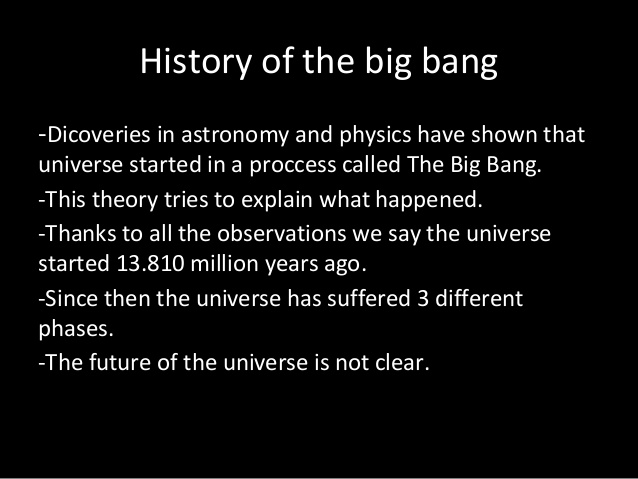 History of the big bang
-Dicoveries in astronomy and physics have shown that
universe started in a proccess called The Big Bang.
-This theory tries to explain what happened.
-Thanks to all the observations we say the universe
started 13.810 million years ago.
-Since then the universe has suffered 3 different
phases.
-The future of the universe is not clear.